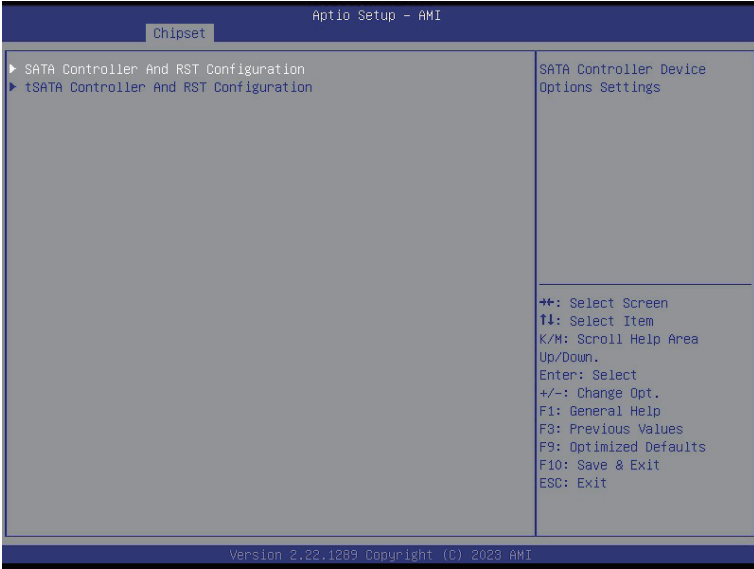 Aptio Setup – AMI
Chipset
▶ SATA Controller And RST Configuration
▶ tSATA Controller And RST Configuration
SATA Controller Device
Options Settings
→←: Select Screen
↑↓: Select Item
K/M: Scroll Help Area
Up/Down.
Enter: Select
+/-: Change Opt.
F1: General Help
F3: Previous Values
F9: Optimized Defaults
F10: Save & Exit
ESC: Exit
Version 2.22.1289 Copyright (C) 2023 AMI